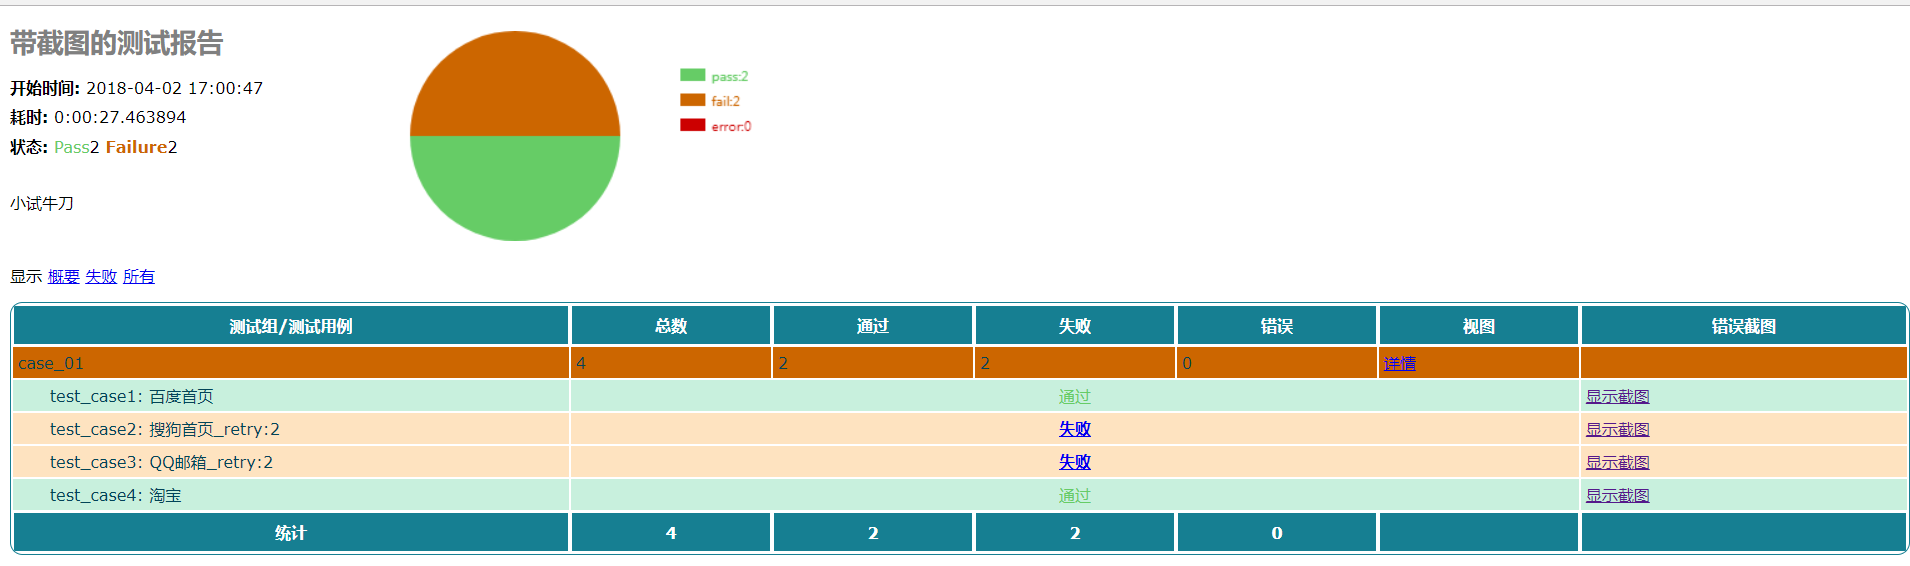 带截图的测试报告
开始时间: 2018-04-02 17:00:47
耗时: 0:00:27.463894
状态: Pass2 Failure2
小试牛刀
pass:2
fail:2
error:0
显示 概要 失败 所有
测试组/测试用例 总数 通过 失败 错误 视图 错误截图
case_01 4 2 2 0 详情
test_case1: 百度首页 通过 显示截图
test_case2: 搜狗首页_retry:2 失败 显示截图
test_case3: QQ邮箱_retry:2 失败 显示截图
test_case4: 淘宝 通过 显示截图
统计 4 2 2 0